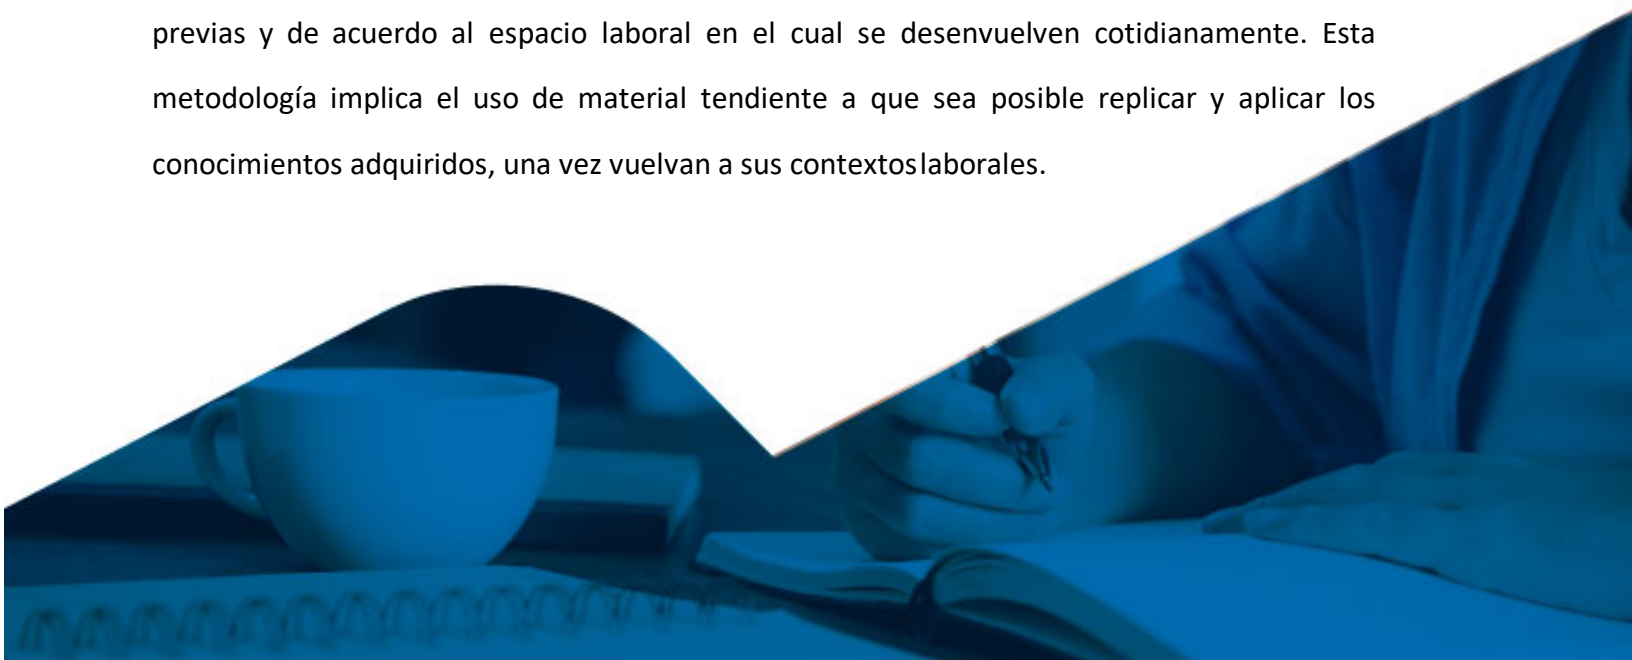 previas y de acuerdo al espacio laboral en el cual se desenvuelven cotidianamente. Esta
metodología implica el uso de material tendiente a que sea posible replicar y aplicar los
conocimientos adquiridos, una vez vuelvan a sus contextoslaborales.